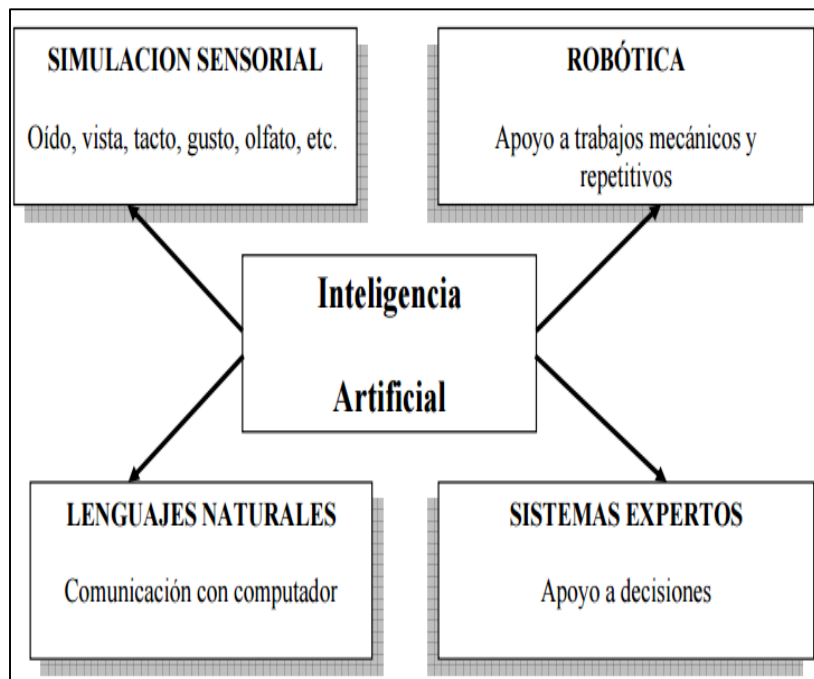 SIMULACION SENSORIAL
Oído, vista, tacto, gusto, olfato, etc.
ROBÓTICA
Apoyo a trabajos mecánicos y
repetitivos
Inteligencia
Artificial
LENGUAJES NATURALES
Comunicación con computador
SISTEMAS EXPERTOS
Apoyo a decisiones